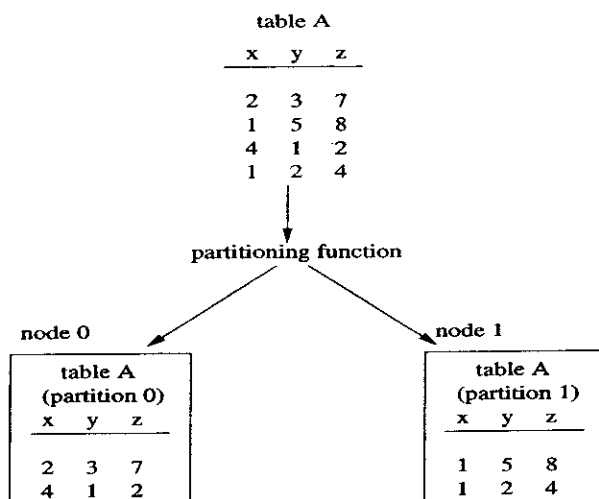 table A
x y z
2 3 7
1 5 8
4 1 2
1 2 4
partitioning function
node 0
table A
(partition 0)
x y z
2 3 7
4 1 2
node 1
table A
(partition 1)
x y z
1 5 8
1 2 4